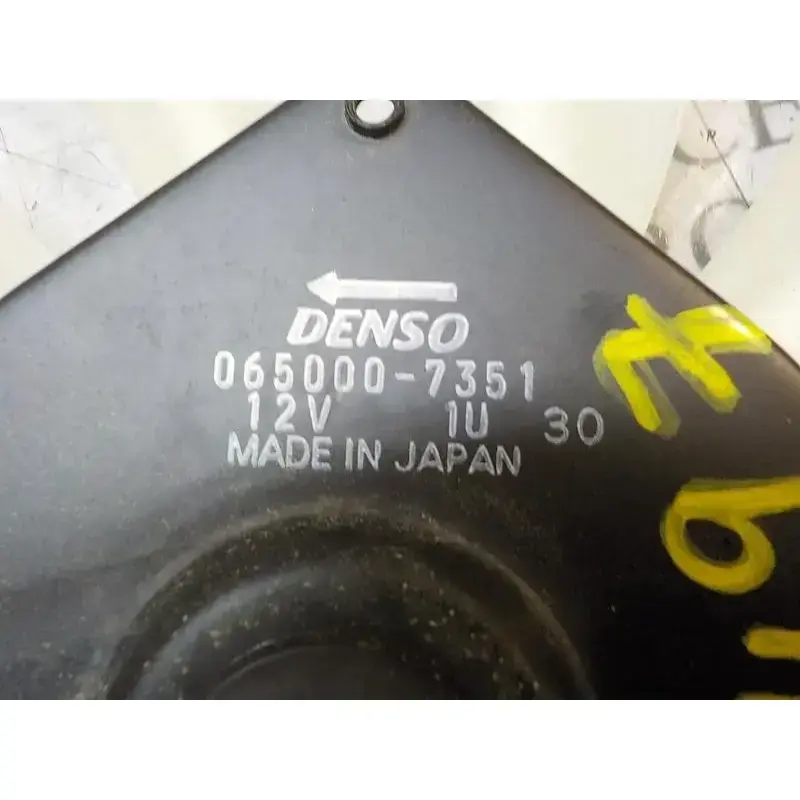 DENSO
065000-7351
12V 1U 30
MADE IN JAPAN